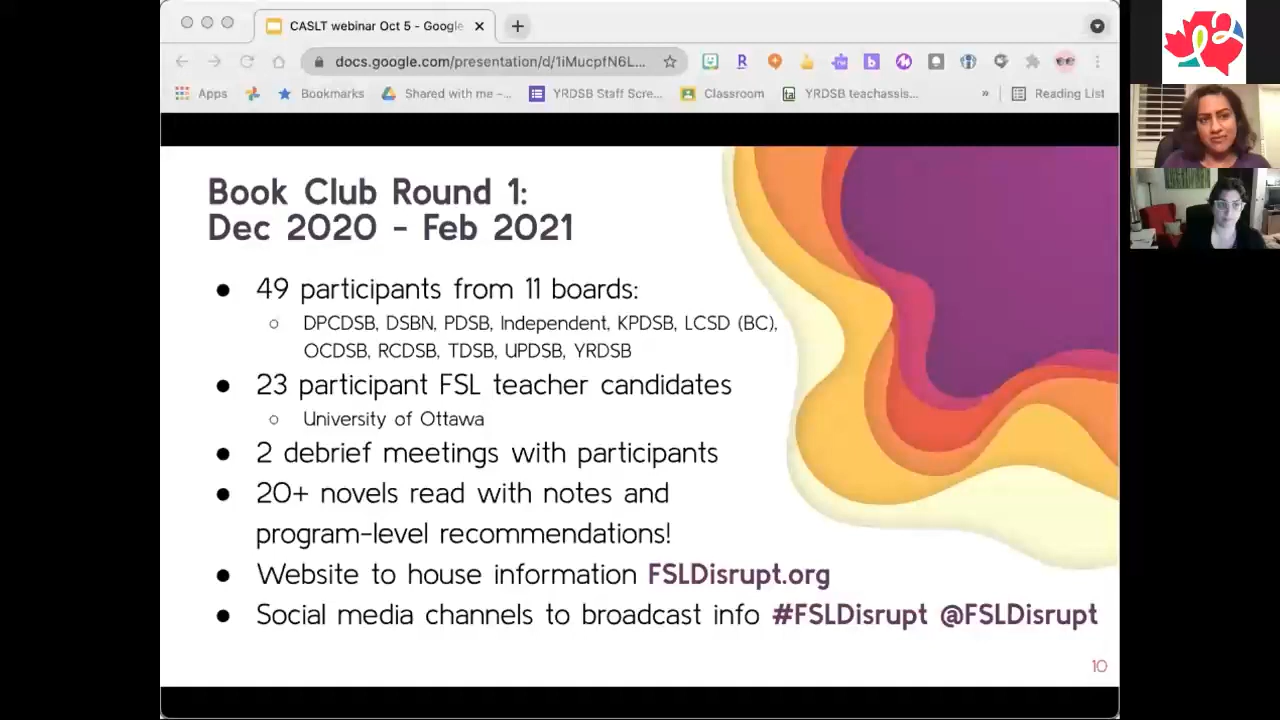 CASLT webinar Oct 5 - Google
docs.google.com/presentation/d/1iMucpfN6L...
Apps
Bookmarks
Shared with me -...
YRDSB Staff Scre...
Classroom
YRDSB teachassis...
»
Reading List
Book Club Round 1:
Dec 2020 - Feb 2021
● 49 participants from 11 boards:
○ DPCDSB, DSBN, PDSB, Independent, KPDSB, LCSD (BC),
OCDSB, RCDSB, TDSB, UPDSB, YRDSB
● 23 participant FSL teacher candidates
○ University of Ottawa
● 2 debrief meetings with participants
● 20+ novels read with notes and
program-level recommendations!
● Website to house information FSLDisrupt.org
● Social media channels to broadcast info #FSLDisrupt @FSLDisrupt
10